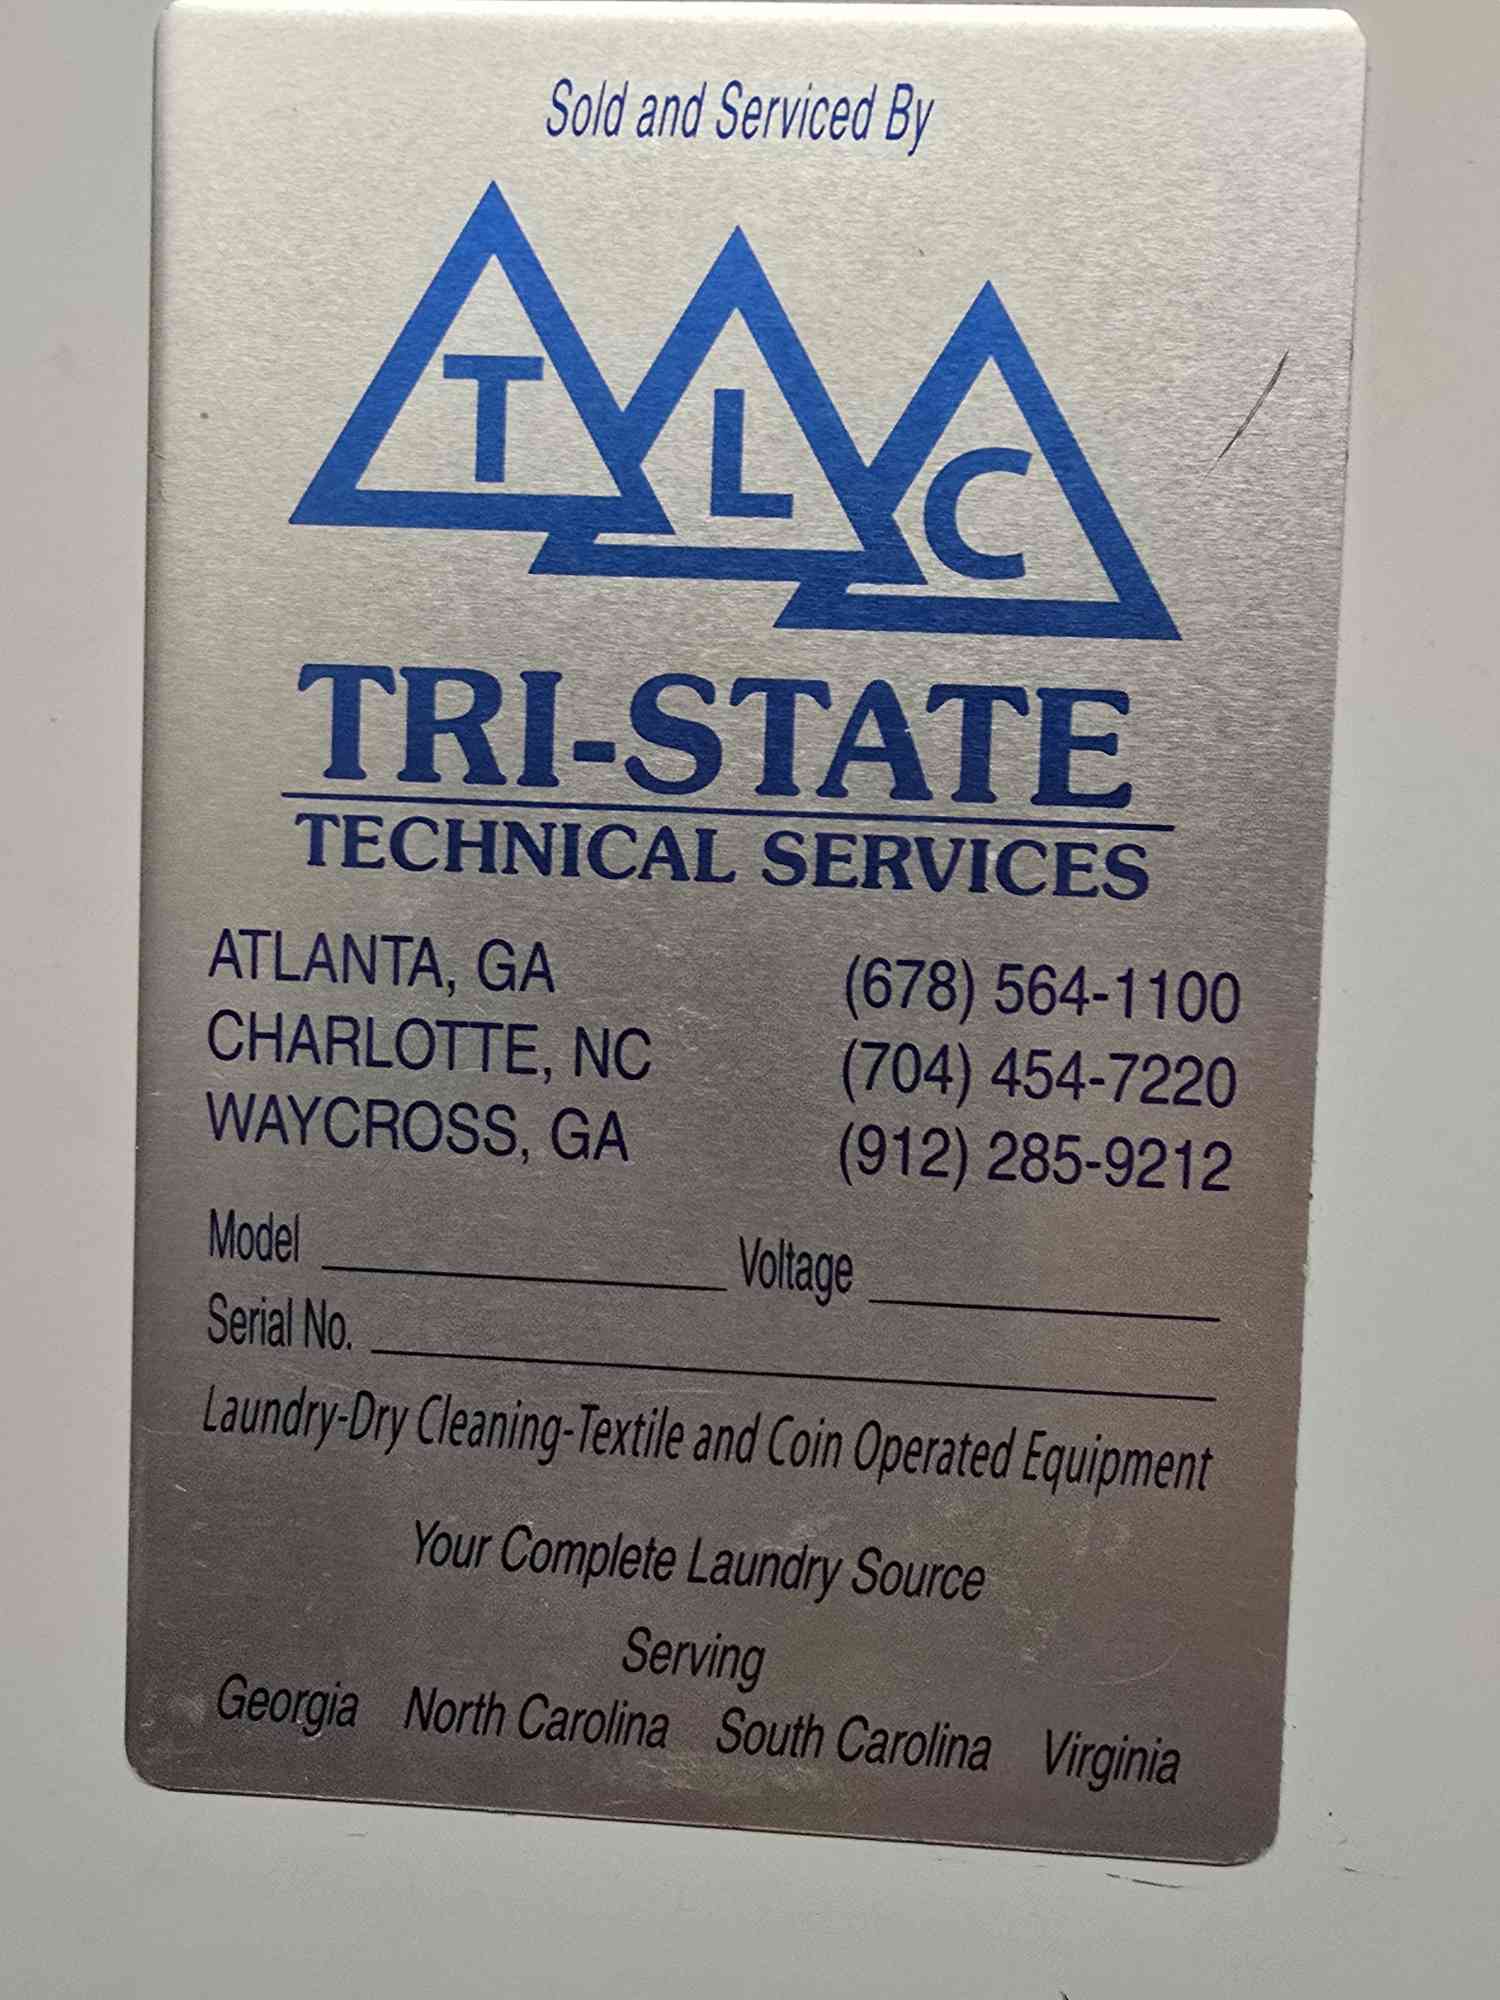 Sold and Serviced By
T L C
TRI-STATE
TECHNICAL SERVICES
ATLANTA, GA (678) 564-1100
CHARLOTTE, NC (704) 454-7220
WAYCROSS, GA (912) 285-9212
Model Voltage
Serial No.
Laundry-Dry Cleaning-Textile and Coin Operated Equipment
Your Complete Laundry Source
Serving
Georgia North Carolina South Carolina Virginia